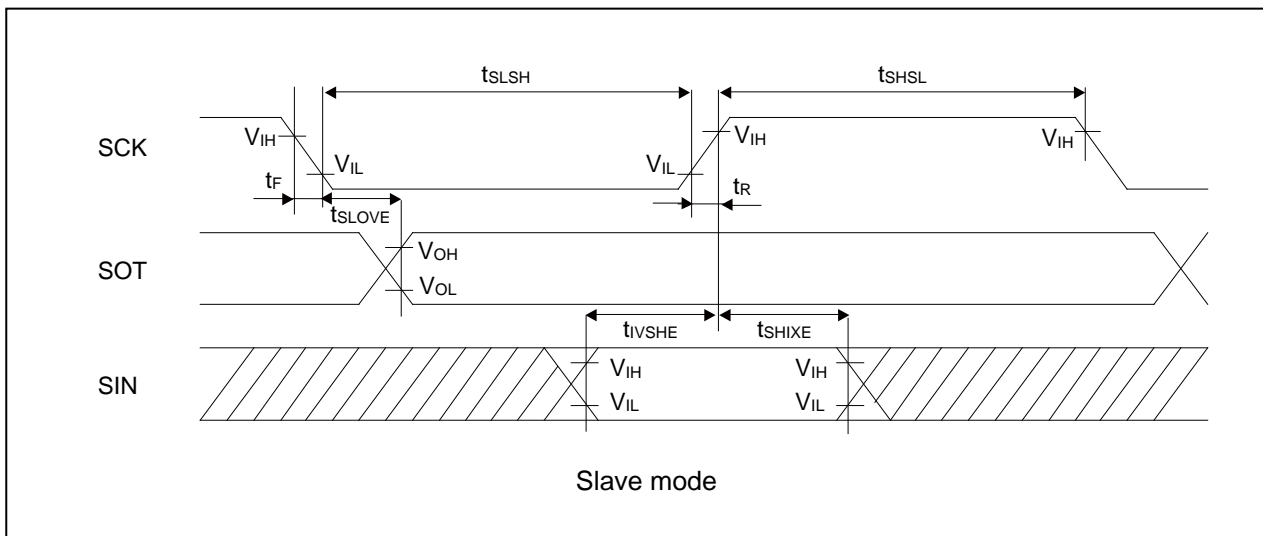 tSLSH
tSHSL
SCK
VIH
VIL
VIL
VIH
VIH
tF
tSLOVE
tR
SOT
VOH
VOL
tIVSHE
tSHIXE
SIN
VIH
VIL
VIH
VIL
Slave mode